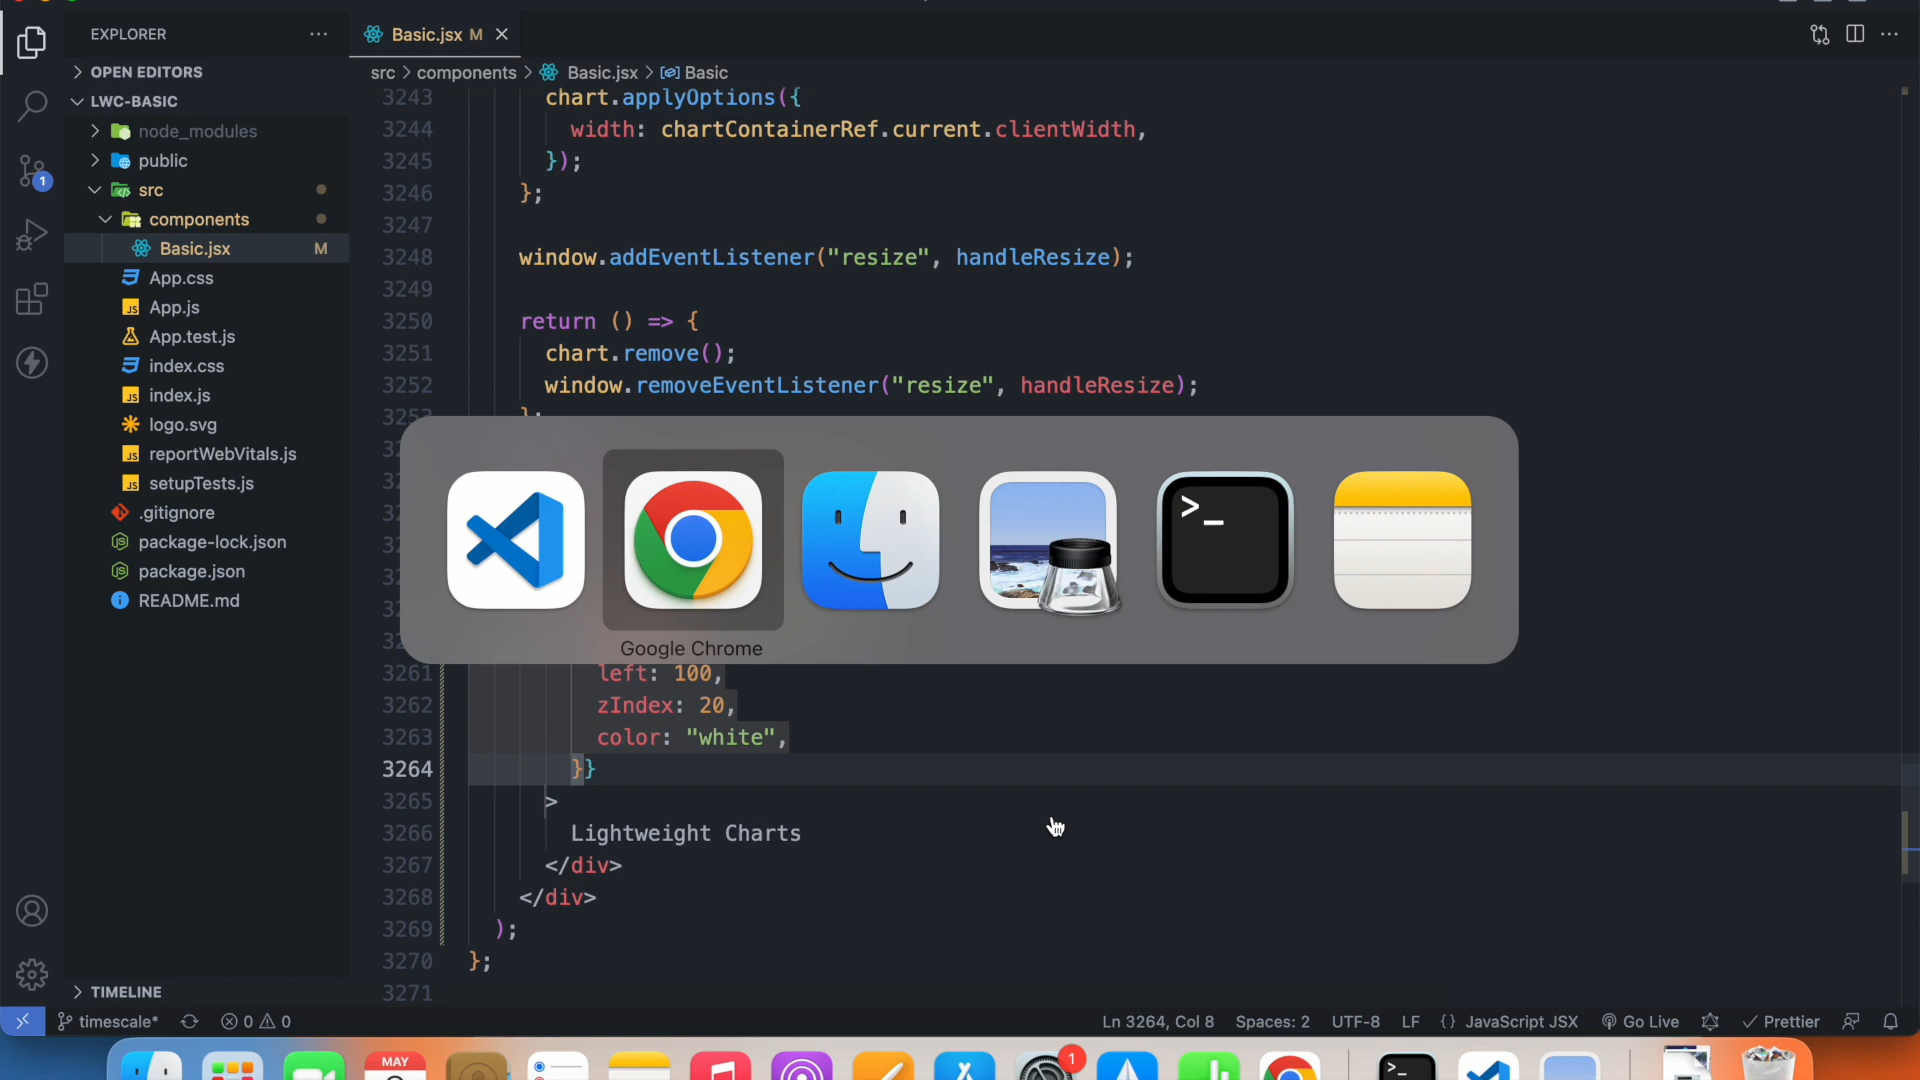 EXPLORER
Basic.jsx M
OPEN EDITORS
LWC-BASIC
node_modules
public
src
components
Basic.jsx M
App.css
App.js
App.test.js
index.css
index.js
logo.svg
reportWebVitals.js
setupTests.js
.gitignore
package-lock.json
package.json
README.md
TIMELINE
src > components > Basic.jsx > Basic
3243 chart.applyOptions({
3244 width: chartContainerRef.current.clientWidth,
3245 });
3246 };
3247
3248 window.addEventListener("resize", handleResize);
3249
3250 return () => {
3251 chart.remove();
3252 window.removeEventListener("resize", handleResize);
3253 };
Google Chrome
3261 left: 100,
3262 zIndex: 20,
3263 color: "white",
3264 }}
3265 >
3266 Lightweight Charts
3267 </div>
3268 </div>
3269 );
3270 };
3271
timescale* 0 0 Ln 3264, Col 8 Spaces: 2 UTF-8 LF {} JavaScript JSX Go Live Prettier
MAY
1